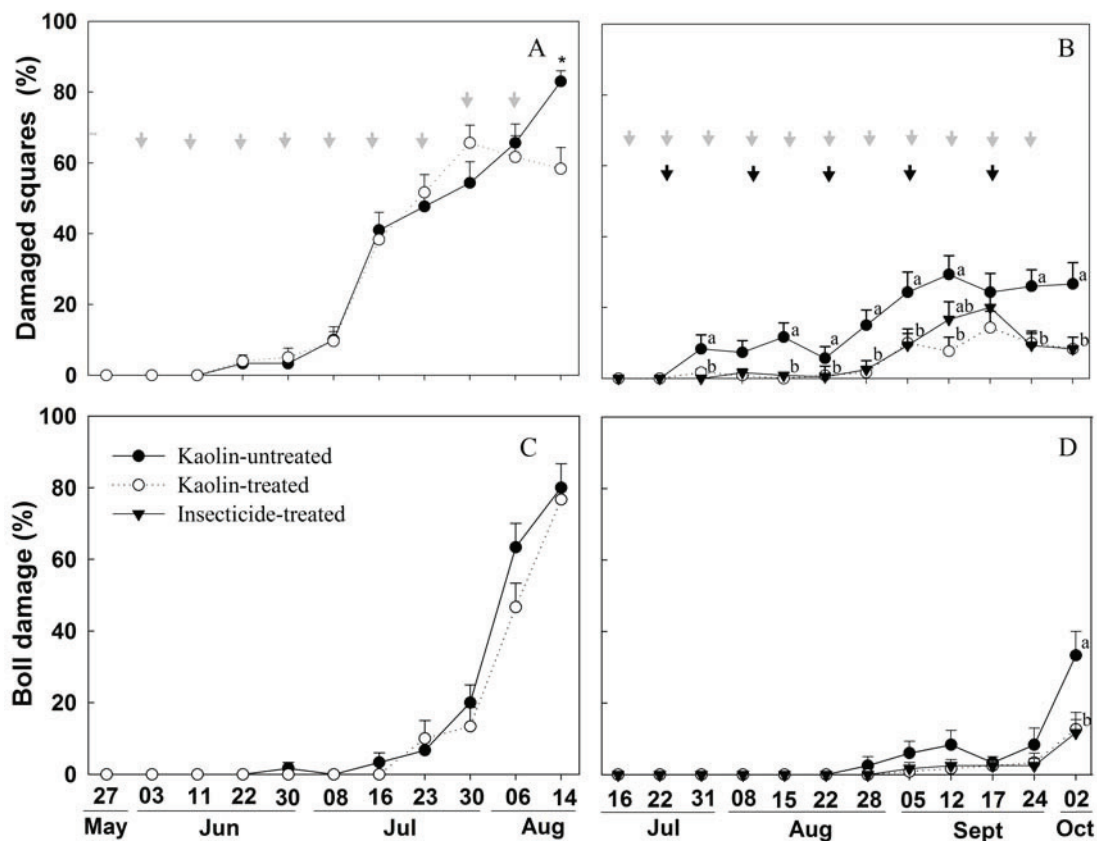 100
80
60
40
20
0
Damaged squares (%)
A
*
B
a
a
a
a
a
a
a
a
b
b
b
b
b
ab
b
b
b
100
80
60
40
20
0
Boll damage (%)
C
Kaolin-untreated
Kaolin-treated
Insecticide-treated
D
a
b
27 03 11 22 30 08 16 23 30 06 14
May Jun Jul Aug
16 22 31 08 15 22 28 05 12 17 24 02
Jul Aug Sept Oct